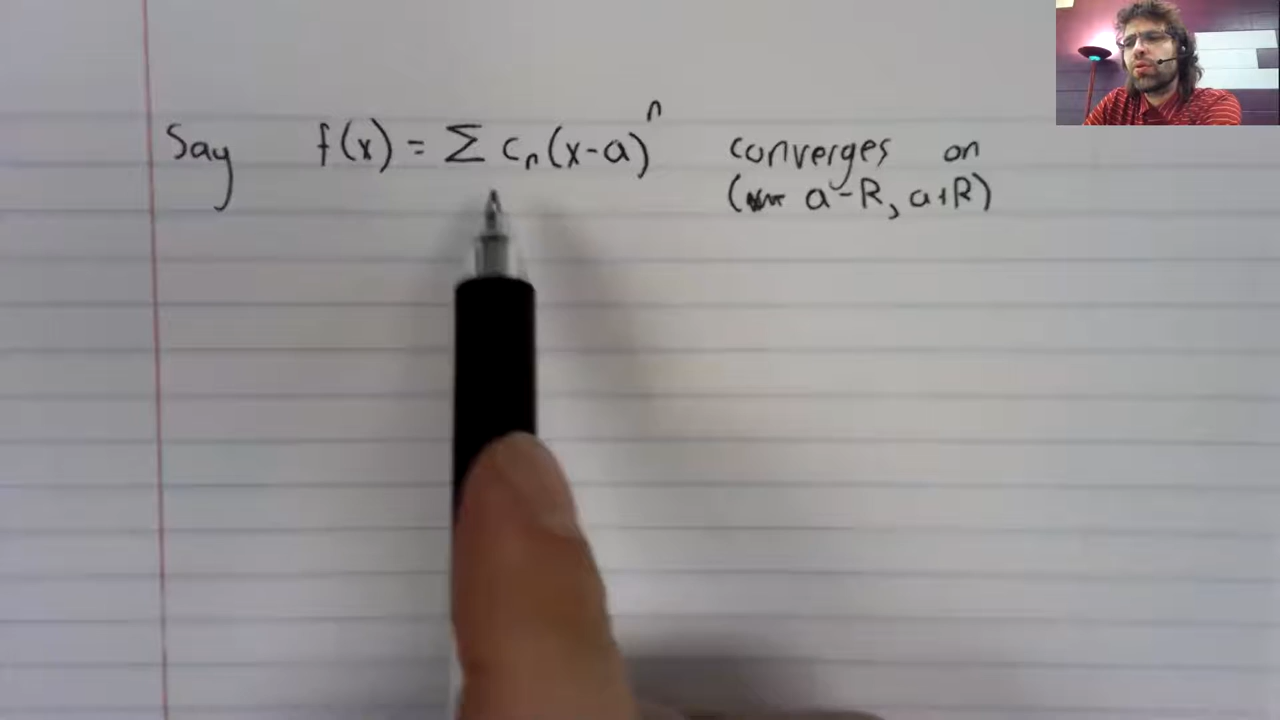 Say f(x) = Σ cₙ(x-a)ⁿ converges on
(a-R, a+R)